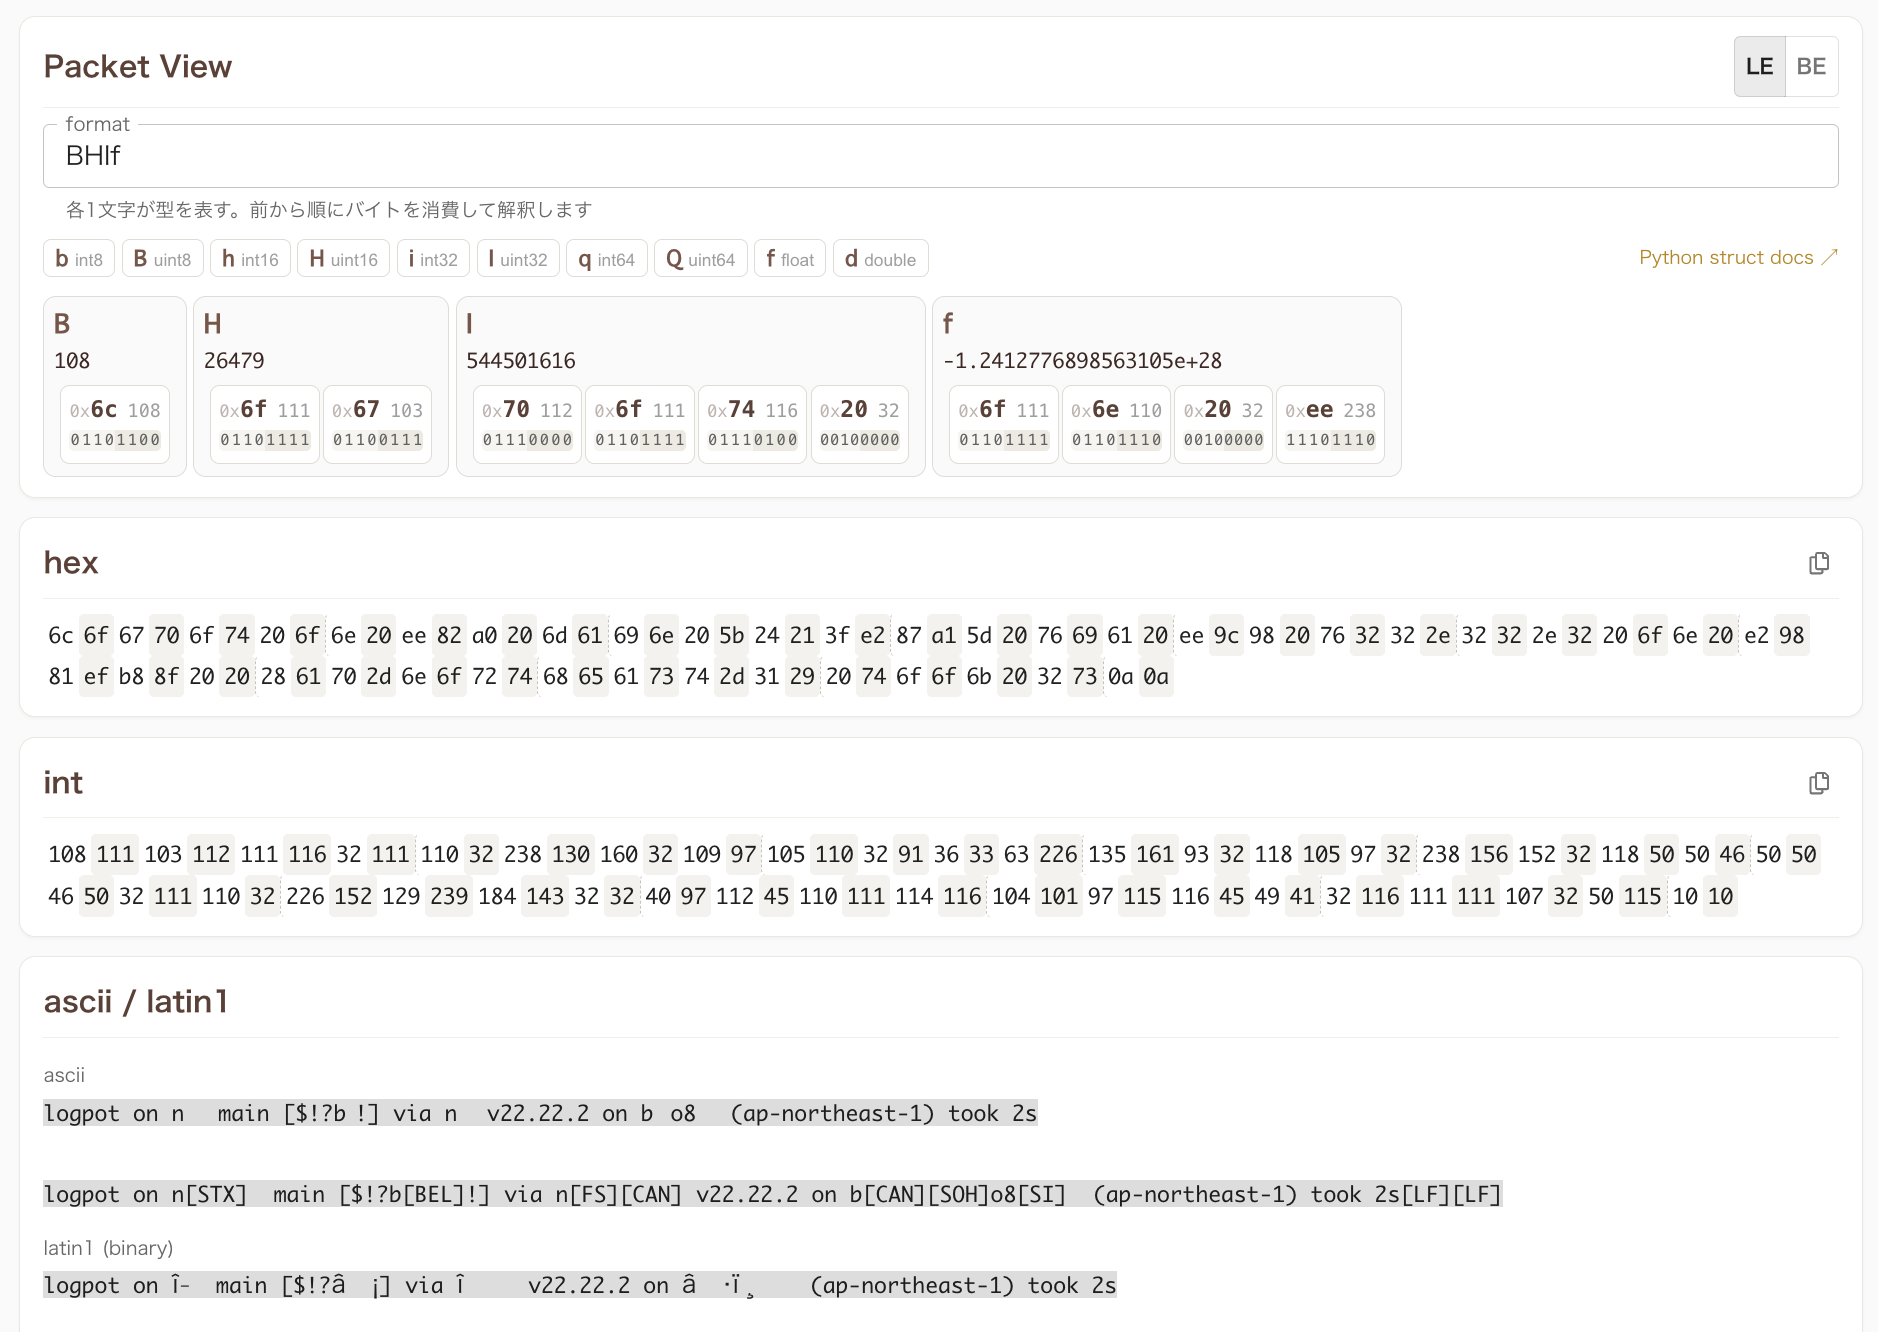 Packet View
LE BE
format
BHIf
各1文字が型を表す。前から順にバイトを消費して解釈します
b int8 B uint8 h int16 H uint16 i int32 I uint32 q int64 Q uint64 f float d double Python struct docs ↗
B H I f
108 26479 544501616 -1.2412776898563105e+28
0x6c 108 0x6f 111 0x67 103 0x70 112 0x6f 111 0x74 116 0x20 32 0x6f 111 0x6e 110 0x20 32 0xee 238
01101100 01101111 01100111 01110000 01101111 01110100 00100000 01101111 01101110 00100000 11101110
hex
6c 6f 67 70 6f 74 20 6f 6e 20 ee 82 a0 20 6d 61 69 6e 20 5b 24 21 3f e2 87 a1 5d 20 76 69 61 20 ee 9c 98 20 76 32 32 2e 32 32 2e 32 20 6f 6e 20 e2 98
81 ef b8 8f 20 20 28 61 70 2d 6e 6f 72 74 68 65 61 73 74 2d 31 29 20 74 6f 6f 6b 20 32 73 0a 0a
int
108 111 103 112 111 116 32 111 110 32 238 130 160 32 109 97 105 110 32 91 36 33 63 226 135 161 93 32 118 105 97 32 238 156 152 32 118 50 50 46 50 50
46 50 32 111 110 32 226 152 129 239 184 143 32 32 40 97 112 45 110 111 114 116 104 101 97 115 116 45 49 41 32 116 111 111 107 32 50 115 10 10
ascii / latin1
ascii
logpot on n main [$!?b !] via n v22.22.2 on b o8 (ap-northeast-1) took 2s
logpot on n[STX] main [$!?b[BEL]!] via n[FS][CAN] v22.22.2 on b[CAN][SOH]o8[SI] (ap-northeast-1) took 2s[LF][LF]
latin1 (binary)
logpot on î- main [$!?â ¡] via î v22.22.2 on â ·ï¸ (ap-northeast-1) took 2s